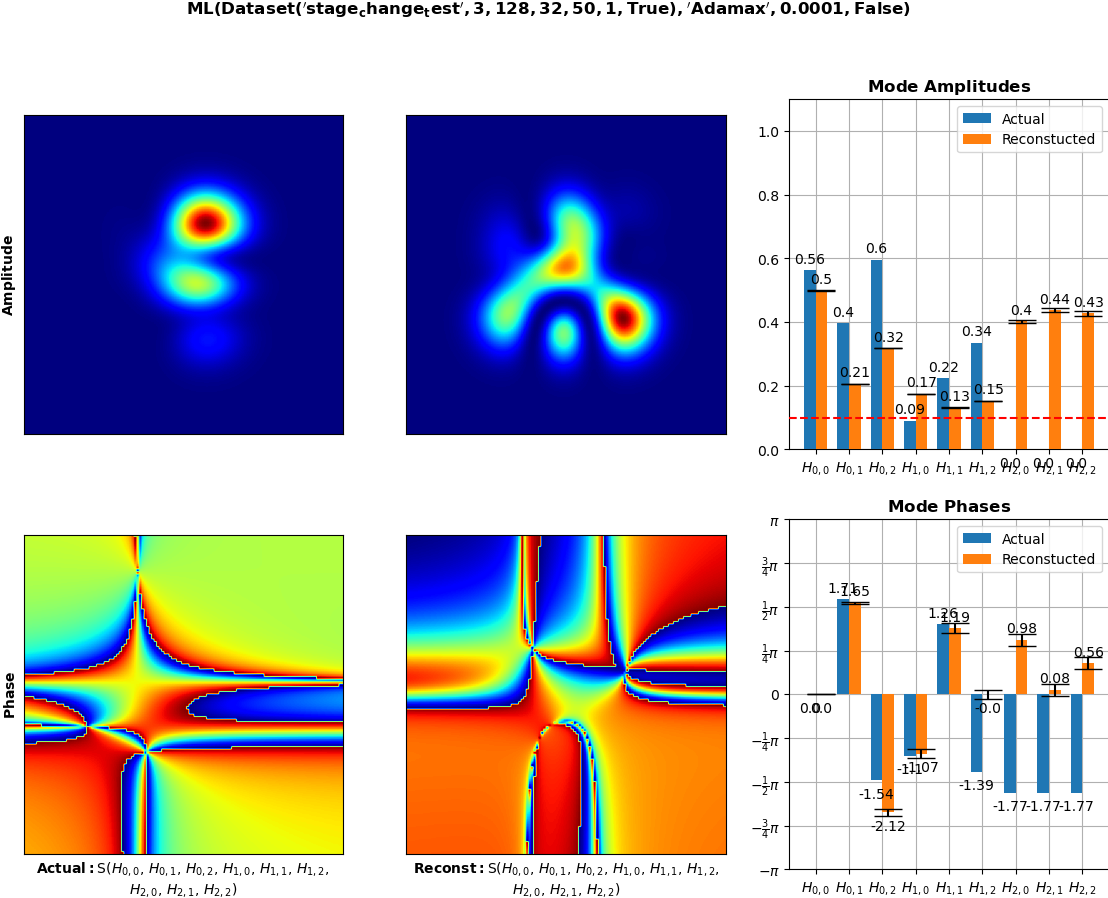 ML(Dataset('stage_change_test', 3, 128, 32, 50, 1, True), 'Adamax', 0.0001, False)
Amplitude
Mode Amplitudes
Actual
Reconstucted
1.0
0.8
0.6
0.4
0.2
0.0
0.56
0.5
0.4
0.21
0.6
0.32
0.09
0.17
0.22
0.13
0.34
0.15
0.0
0.4
0.0
0.44
0.0
0.43
H0,0 H0,1 H0,2 H1,0 H1,1 H1,2 H2,0 H2,1 H2,2
Phase
Actual: S(H0,0, H0,1, H0,2, H1,0, H1,1, H1,2,
H2,0, H2,1, H2,2)
Reconst: S(H0,0, H0,1, H0,2, H1,0, H1,1, H1,2,
H2,0, H2,1, H2,2)
Mode Phases
Actual
Reconstucted
π
3/4π
1/2π
1/4π
0
−1/4π
−1/2π
−3/4π
−π
0.0
1.71
1.65
-1.54
-2.12
-1.07
1.26
1.19
-1.39
-0.0
-1.77
0.98
-1.77
0.08
-1.77
0.56
H0,0 H0,1 H0,2 H1,0 H1,1 H1,2 H2,0 H2,1 H2,2